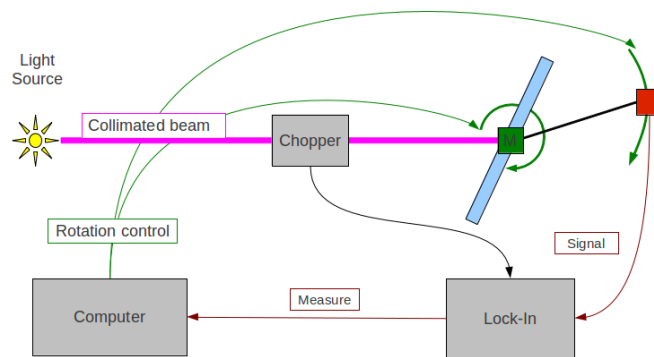 Light
Source
Collimated beam
Chopper
M
Rotation control
Signal
Measure
Computer
Lock-In